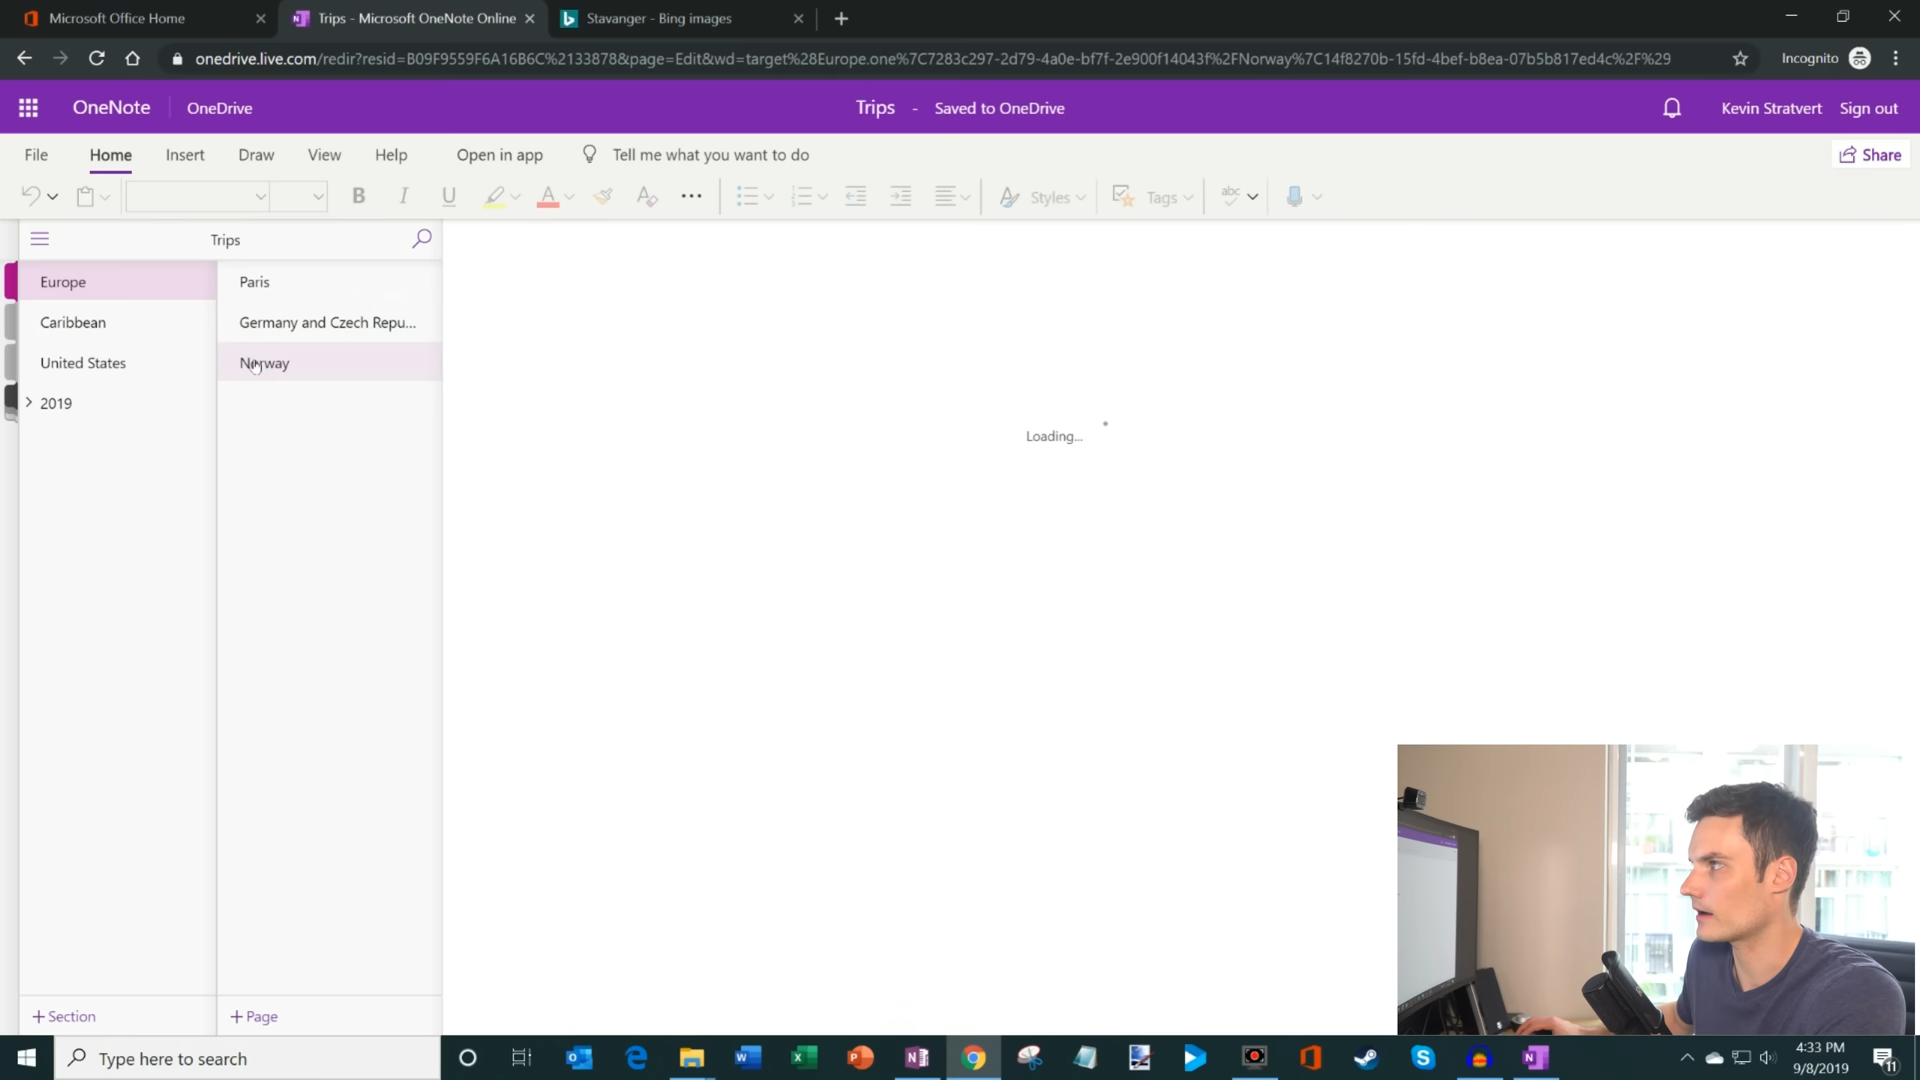 Microsoft Office Home
Trips - Microsoft OneNote Online
Stavanger - Bing images
onedrive.live.com/redir?resid=B09F9559F6A16B6C%2133878&page=Edit&wd=target%28Europe.one%7C7283c297-2d79-4a0e-bf7f-2e900f14043f%2FNorway%7C14f8270b-15fd-4bef-b8ea-07b5b817ed4c%2F%29
Incognito
OneNote
OneDrive
Trips - Saved to OneDrive
Kevin Stratvert
Sign out
File
Home
Insert
Draw
View
Help
Open in app
Tell me what you want to do
Share
B
I
U
A
A
Styles
Tags
abc
Trips
Europe
Caribbean
United States
2019
Paris
Germany and Czech Repu...
Norway
Loading...
+ Section
+ Page
Type here to search
4:33 PM
9/8/2019
11